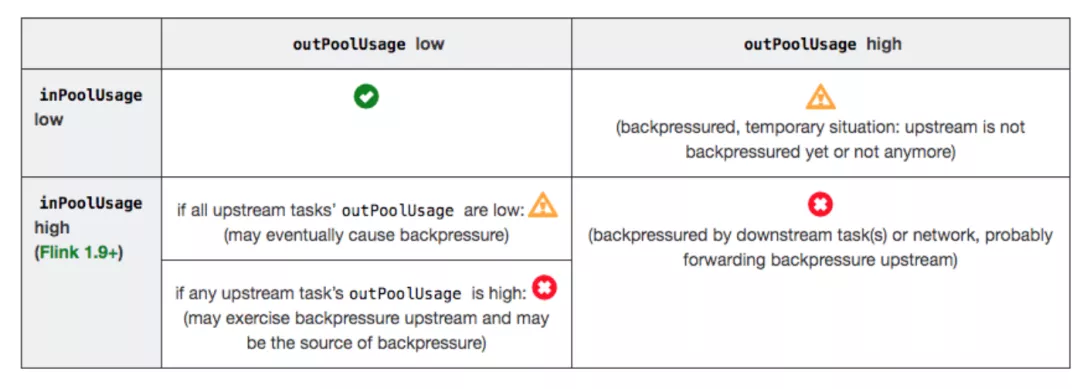 outPoolUsage low
outPoolUsage high
inPoolUsage
low
(backpressured, temporary situation: upstream is not
backpressured yet or not anymore)
inPoolUsage
high
(Flink 1.9+)
if all upstream tasks' outPoolUsage are low:
(may eventually cause backpressure)
if any upstream task's outPoolUsage is high:
(may exercise backpressure upstream and may
be the source of backpressure)
(backpressured by downstream task(s) or network, probably
forwarding backpressure upstream)